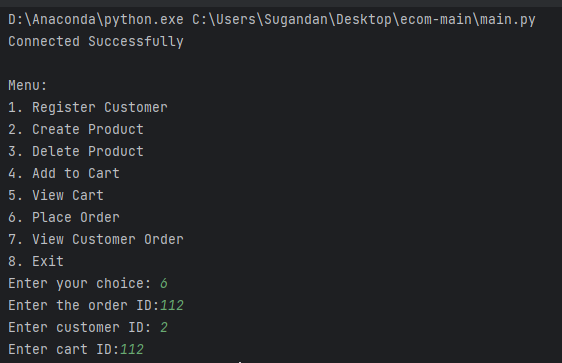 D:\Anaconda\python.exe C:\Users\Sugandan\Desktop\ecom-main\main.py
Connected Successfully
Menu:
1. Register Customer
2. Create Product
3. Delete Product
4. Add to Cart
5. View Cart
6. Place Order
7. View Customer Order
8. Exit
Enter your choice: 6
Enter the order ID:112
Enter customer ID: 2
Enter cart ID:112